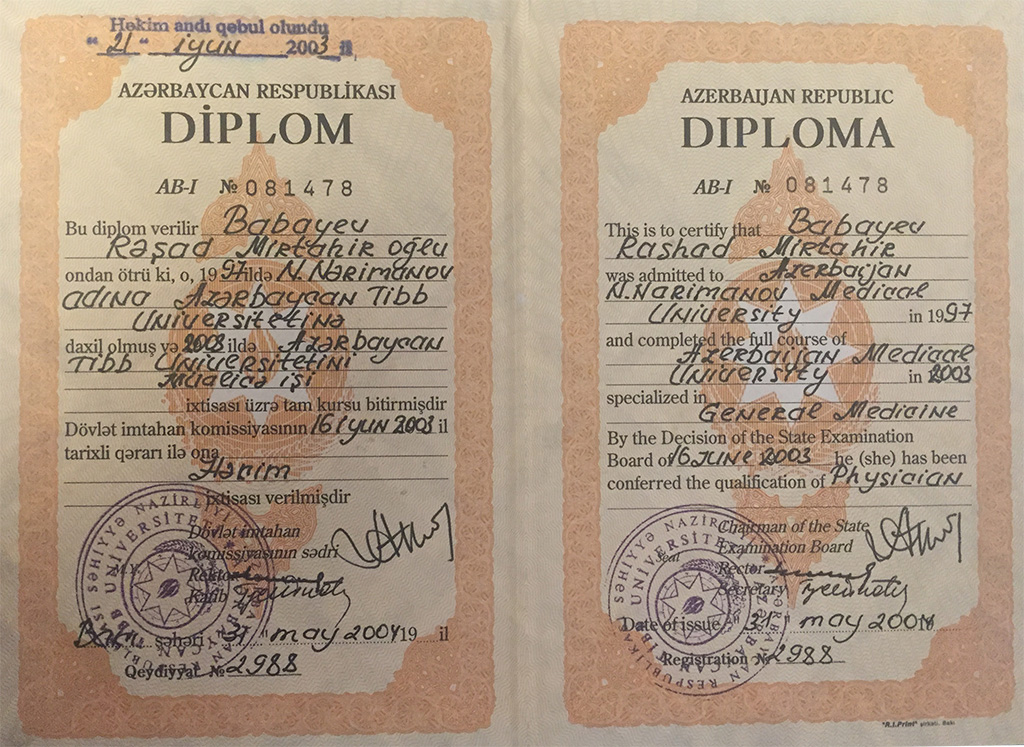 Həkim andı qəbul olundu
"21" iyun 2003 il
AZƏRBAYCAN RESPUBLİKASI
DİPLOM
AB-I № 081478
Bu diplom verilir Babayev
Rəşad Mirtahir oğlu
ondan ötrü ki, o, 1997 ildə N.Nərimanov
adına Azərbaycan Tibb
Universitetinə
daxil olmuş və 2003 ildə Azərbaycan
Tibb Universitetini
Müalicə işi
ixtisası üzrə tam kursu bitirmişdir
Dövlət imtahan komissiyasının 16 iyun 2003 il
tarixli qərarı ilə ona
Həkim
ixtisası verilmişdir
Dövlət imtahan
komissiyasının sədri
Rektor
Katib
M.Y.
Bakı şəhəri "31" may 2004 19 il
Qeydiyyat № 2988
AZERBAIJAN REPUBLIC
DIPLOMA
AB-I № 081478
This is to certify that Babayev
Rashad Mirtahir
was admitted to Azerbaijan
N.Narimanov Medical
University in 1997
and completed the full course of
Azerbaijan Medical
University in 2003
specialized in
General Medicine
By the Decision of the State Examination
Board of 16 June 2003 he (she) has been
conferred the qualification of Physician
Chairman of the State
Examination Board
Seal
Rector
Secretary
Date of issue "31" may 2004
Registration № 2988
"R.I.Print" şirkəti. Bakı